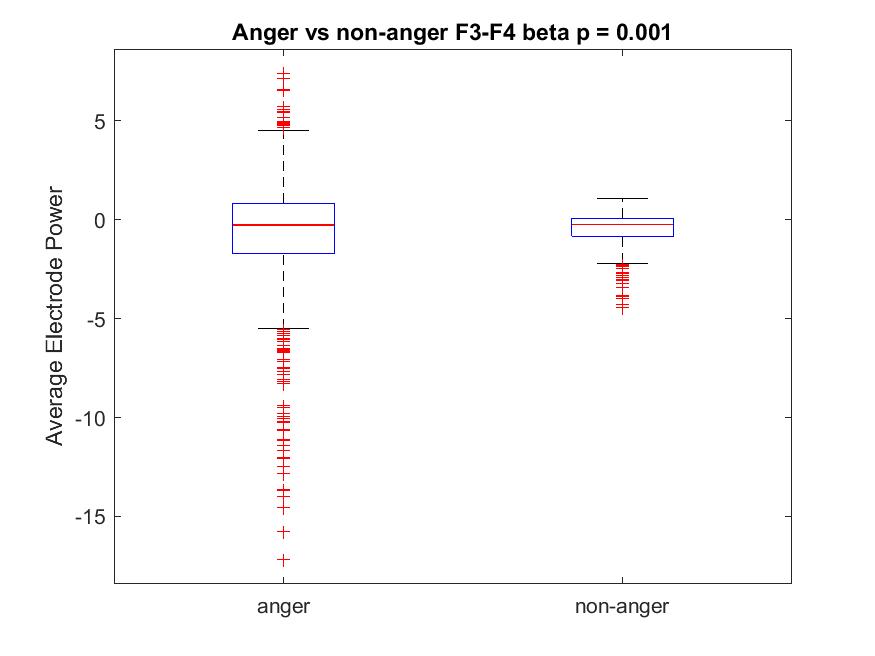 Anger vs non-anger F3-F4 beta p = 0.001
Average Electrode Power
5
0
-5
-10
-15
anger
non-anger